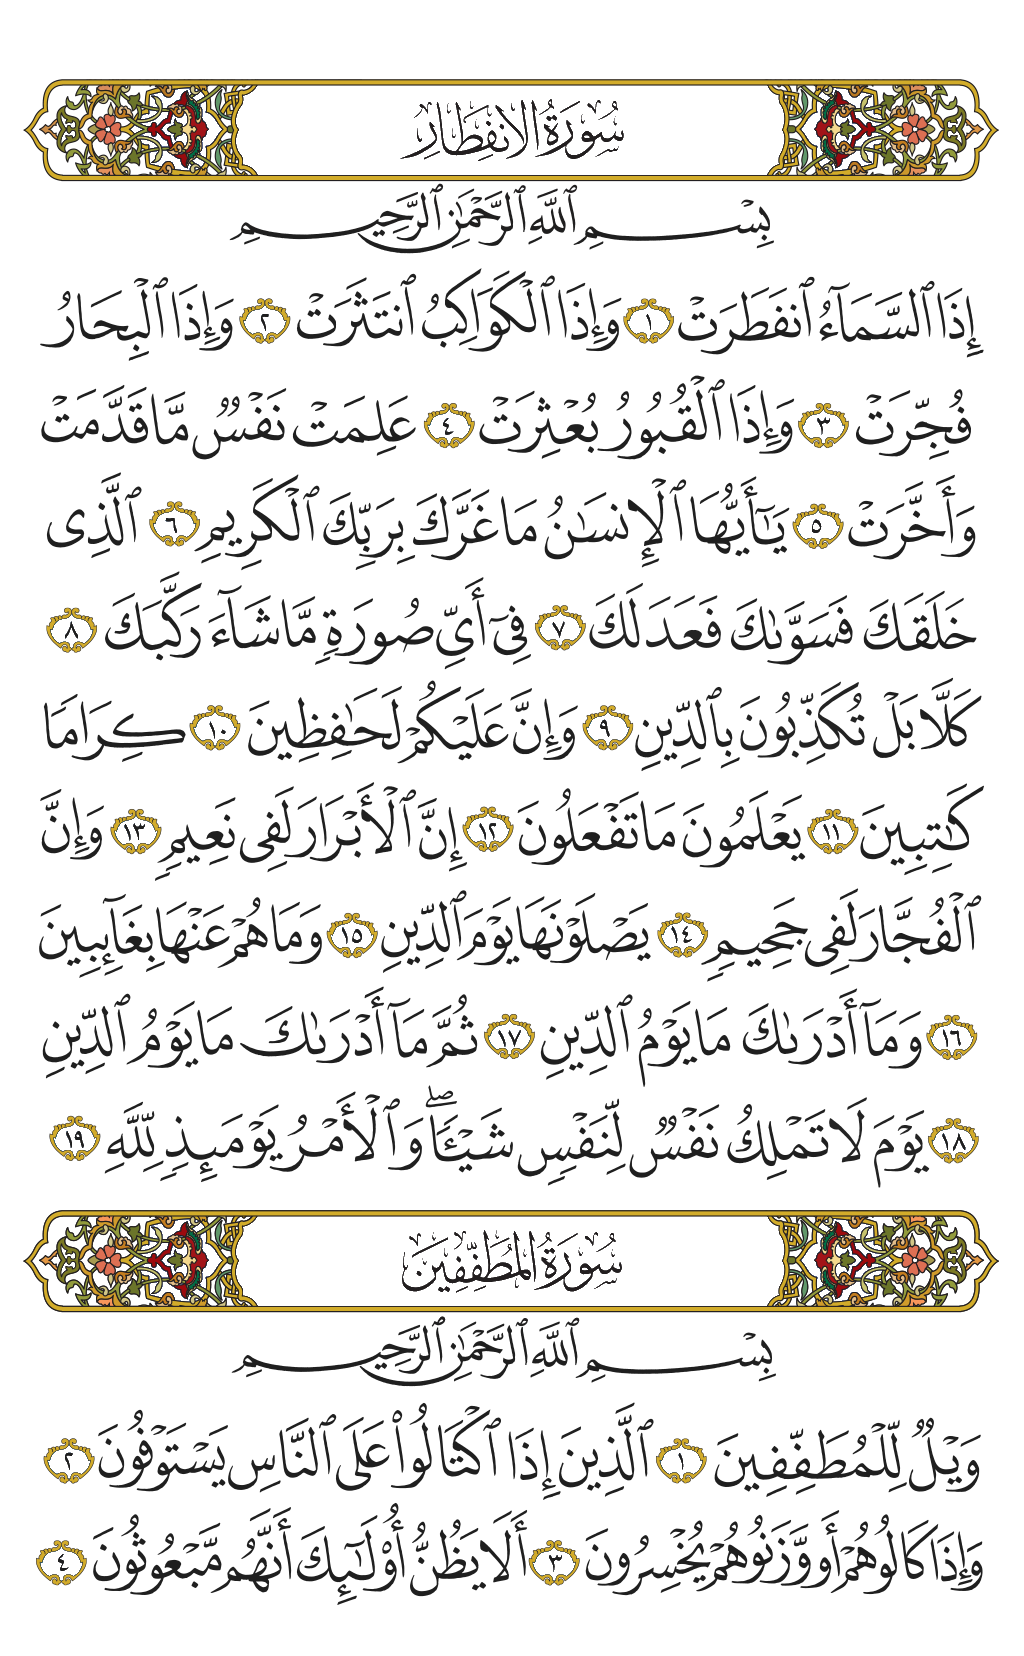 سُورَةُ الانفِطَارِ
بِسْمِ ٱللَّهِ ٱلرَّحْمَٰنِ ٱلرَّحِيمِ
إِذَا ٱلسَّمَآءُ ٱنفَطَرَتْ ١ وَإِذَا ٱلْكَوَاكِبُ ٱنتَثَرَتْ ٢ وَإِذَا ٱلْبِحَارُ
فُجِّرَتْ ٣ وَإِذَا ٱلْقُبُورُ بُعْثِرَتْ ٤ عَلِمَتْ نَفْسٌ مَّا قَدَّمَتْ
وَأَخَّرَتْ ٥ يَـٰٓأَيُّهَا ٱلْإِنسَـٰنُ مَا غَرَّكَ بِرَبِّكَ ٱلْكَرِيمِ ٦ ٱلَّذِى
خَلَقَكَ فَسَوَّىٰكَ فَعَدَلَكَ ٧ فِىٓ أَىِّ صُورَةٍ مَّا شَآءَ رَكَّبَكَ ٨
كَلَّا بَلْ تُكَذِّبُونَ بِٱلدِّينِ ٩ وَإِنَّ عَلَيْكُمْ لَحَـٰفِظِينَ ١٠ كِرَامًا
كَـٰتِبِينَ ١١ يَعْلَمُونَ مَا تَفْعَلُونَ ١٢ إِنَّ ٱلْأَبْرَارَ لَفِى نَعِيمٍ ١٣ وَإِنَّ
ٱلْفُجَّارَ لَفِى جَحِيمٍ ١٤ يَصْلَوْنَهَا يَوْمَ ٱلدِّينِ ١٥ وَمَا هُمْ عَنْهَا بِغَآئِبِينَ
١٦ وَمَآ أَدْرَىٰكَ مَا يَوْمُ ٱلدِّينِ ١٧ ثُمَّ مَآ أَدْرَىٰكَ مَا يَوْمُ ٱلدِّينِ
١٨ يَوْمَ لَا تَمْلِكُ نَفْسٌ لِّنَفْسٍ شَيْـًٔا ۖ وَٱلْأَمْرُ يَوْمَئِذٍ لِّلَّهِ ١٩
سُورَةُ المُطَفِّفِينَ
بِسْمِ ٱللَّهِ ٱلرَّحْمَٰنِ ٱلرَّحِيمِ
وَيْلٌ لِّلْمُطَفِّفِينَ ١ ٱلَّذِينَ إِذَا ٱكْتَالُوا۟ عَلَى ٱلنَّاسِ يَسْتَوْفُونَ ٢
وَإِذَا كَالُوهُمْ أَو وَّزَنُوهُمْ يُخْسِرُونَ ٣ أَلَا يَظُنُّ أُو۟لَـٰٓئِكَ أَنَّهُم مَّبْعُوثُونَ ٤